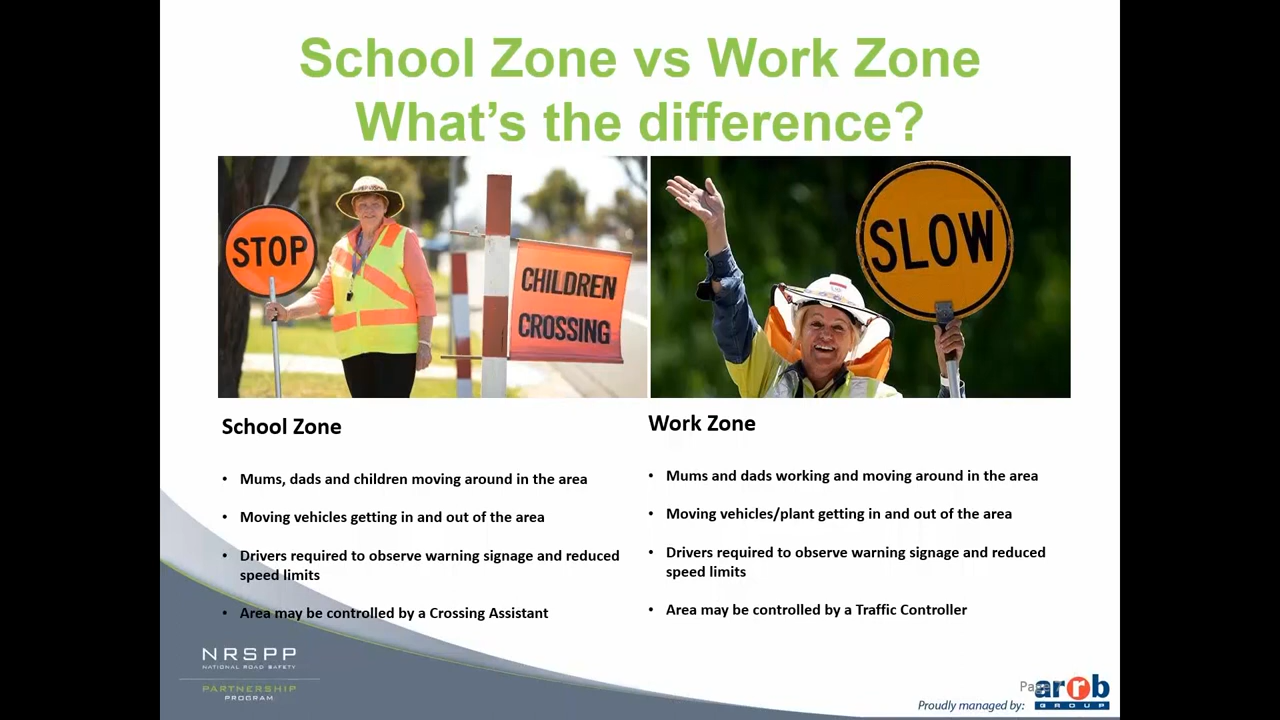 School Zone vs Work Zone
What's the difference?
STOP
CHILDREN
CROSSING
SLOW
School Zone
• Mums, dads and children moving around in the area
• Moving vehicles getting in and out of the area
• Drivers required to observe warning signage and reduced
speed limits
• Area may be controlled by a Crossing Assistant
Work Zone
• Mums and dads working and moving around in the area
• Moving vehicles/plant getting in and out of the area
• Drivers required to observe warning signage and reduced
speed limits
• Area may be controlled by a Traffic Controller
NRSPP
NATIONAL ROAD SAFETY
PARTNERSHIP
PROGRAM
Proudly managed by:
arrb
GROUP